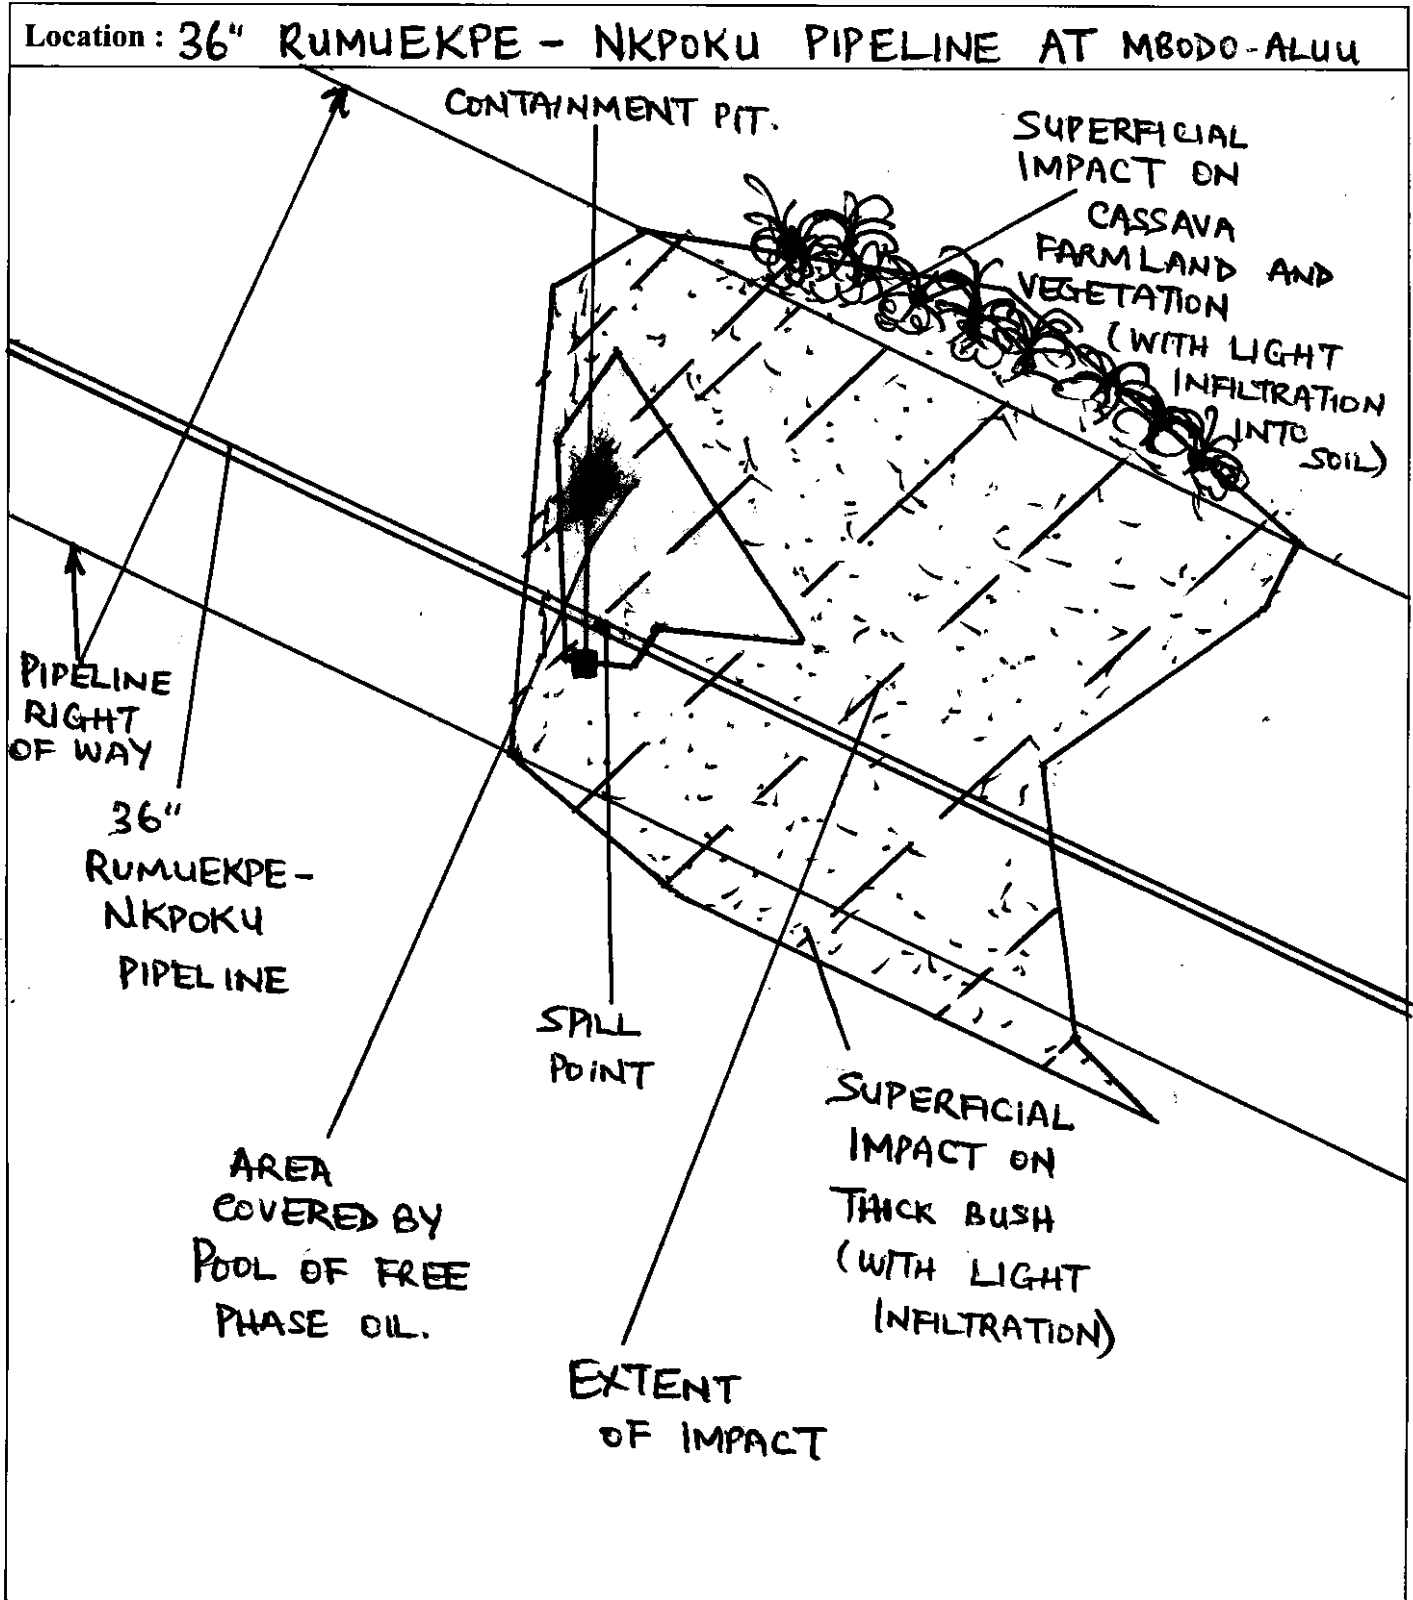 Location : 36" RUMUEKPE - NKPOKU PIPELINE AT MBODO-ALUU
CONTAINMENT PIT.
SUPERFICIAL
IMPACT ON
CASSAVA
FARMLAND AND
VEGETATION
(WITH LIGHT
INFILTRATION
INTO
SOIL)
PIPELINE
RIGHT
OF WAY
36"
RUMUEKPE-
NKPOKU
PIPELINE
SPILL
POINT
AREA
COVERED BY
POOL OF FREE
PHASE OIL.
SUPERFICIAL
IMPACT ON
THICK BUSH
(WITH LIGHT
INFILTRATION)
EXTENT
OF IMPACT